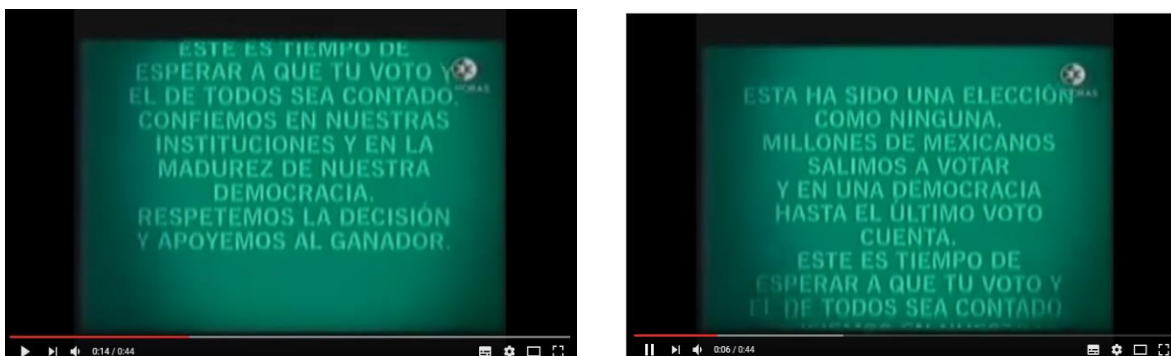 ESTE ES TIEMPO DE
ESPERAR A QUE TU VOTO Y
EL DE TODOS SEA CONTADO.
CONFIEMOS EN NUESTRAS
INSTITUCIONES Y EN LA
MADUREZ DE NUESTRA
DEMOCRACIA.
RESPETEMOS LA DECISIÓN
Y APOYEMOS AL GANADOR.
HORAS
0:14 / 0:44
ESTA HA SIDO UNA ELECCIÓN
COMO NINGUNA.
MILLONES DE MEXICANOS
SALIMOS A VOTAR
Y EN UNA DEMOCRACIA
HASTA EL ÚLTIMO VOTO
CUENTA.
ESTE ES TIEMPO DE
ESPERAR A QUE TU VOTO Y
EL DE TODOS SEA CONTADO
0:06 / 0:44